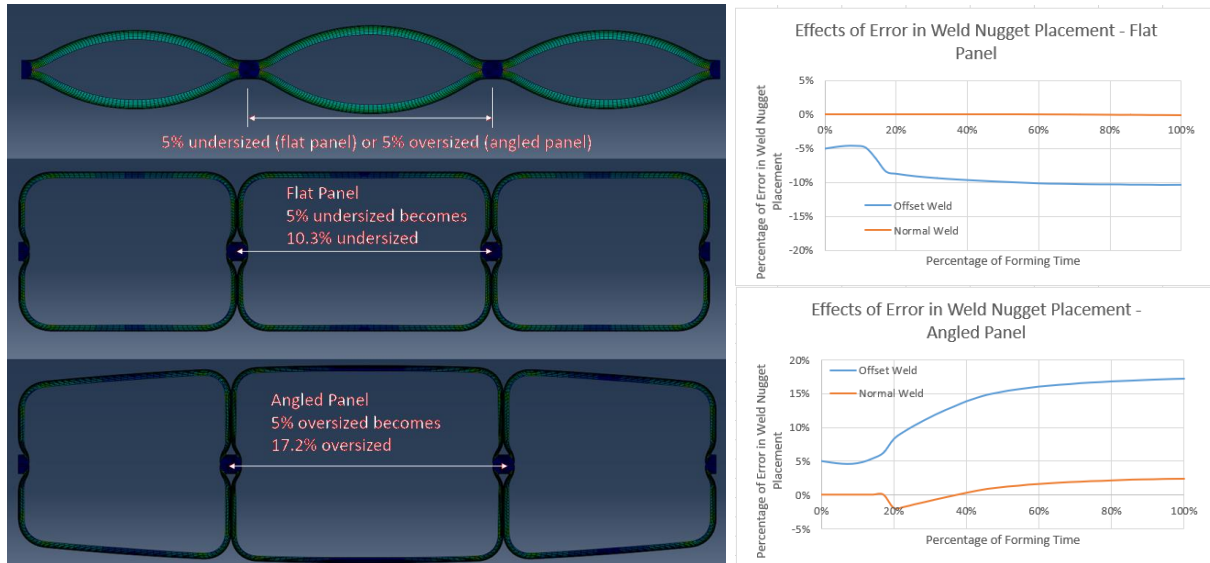 5% undersized (flat panel) or 5% oversized (angled panel)
Flat Panel
5% undersized becomes
10.3% undersized
Angled Panel
5% oversized becomes
17.2% oversized
Effects of Error in Weld Nugget Placement - Flat
Panel
Percentage of Error in Weld Nugget
Placement
5%
0%
-5%
-10%
-15%
-20%
0%
20%
40%
60%
80%
100%
Offset Weld
Normal Weld
Percentage of Forming Time
Effects of Error in Weld Nugget Placement -
Angled Panel
Percentage of Error in Weld Nugget
Placement
20%
15%
10%
5%
0%
-5%
Offset Weld
Normal Weld
0%
20%
40%
60%
80%
100%
Percentage of Forming Time